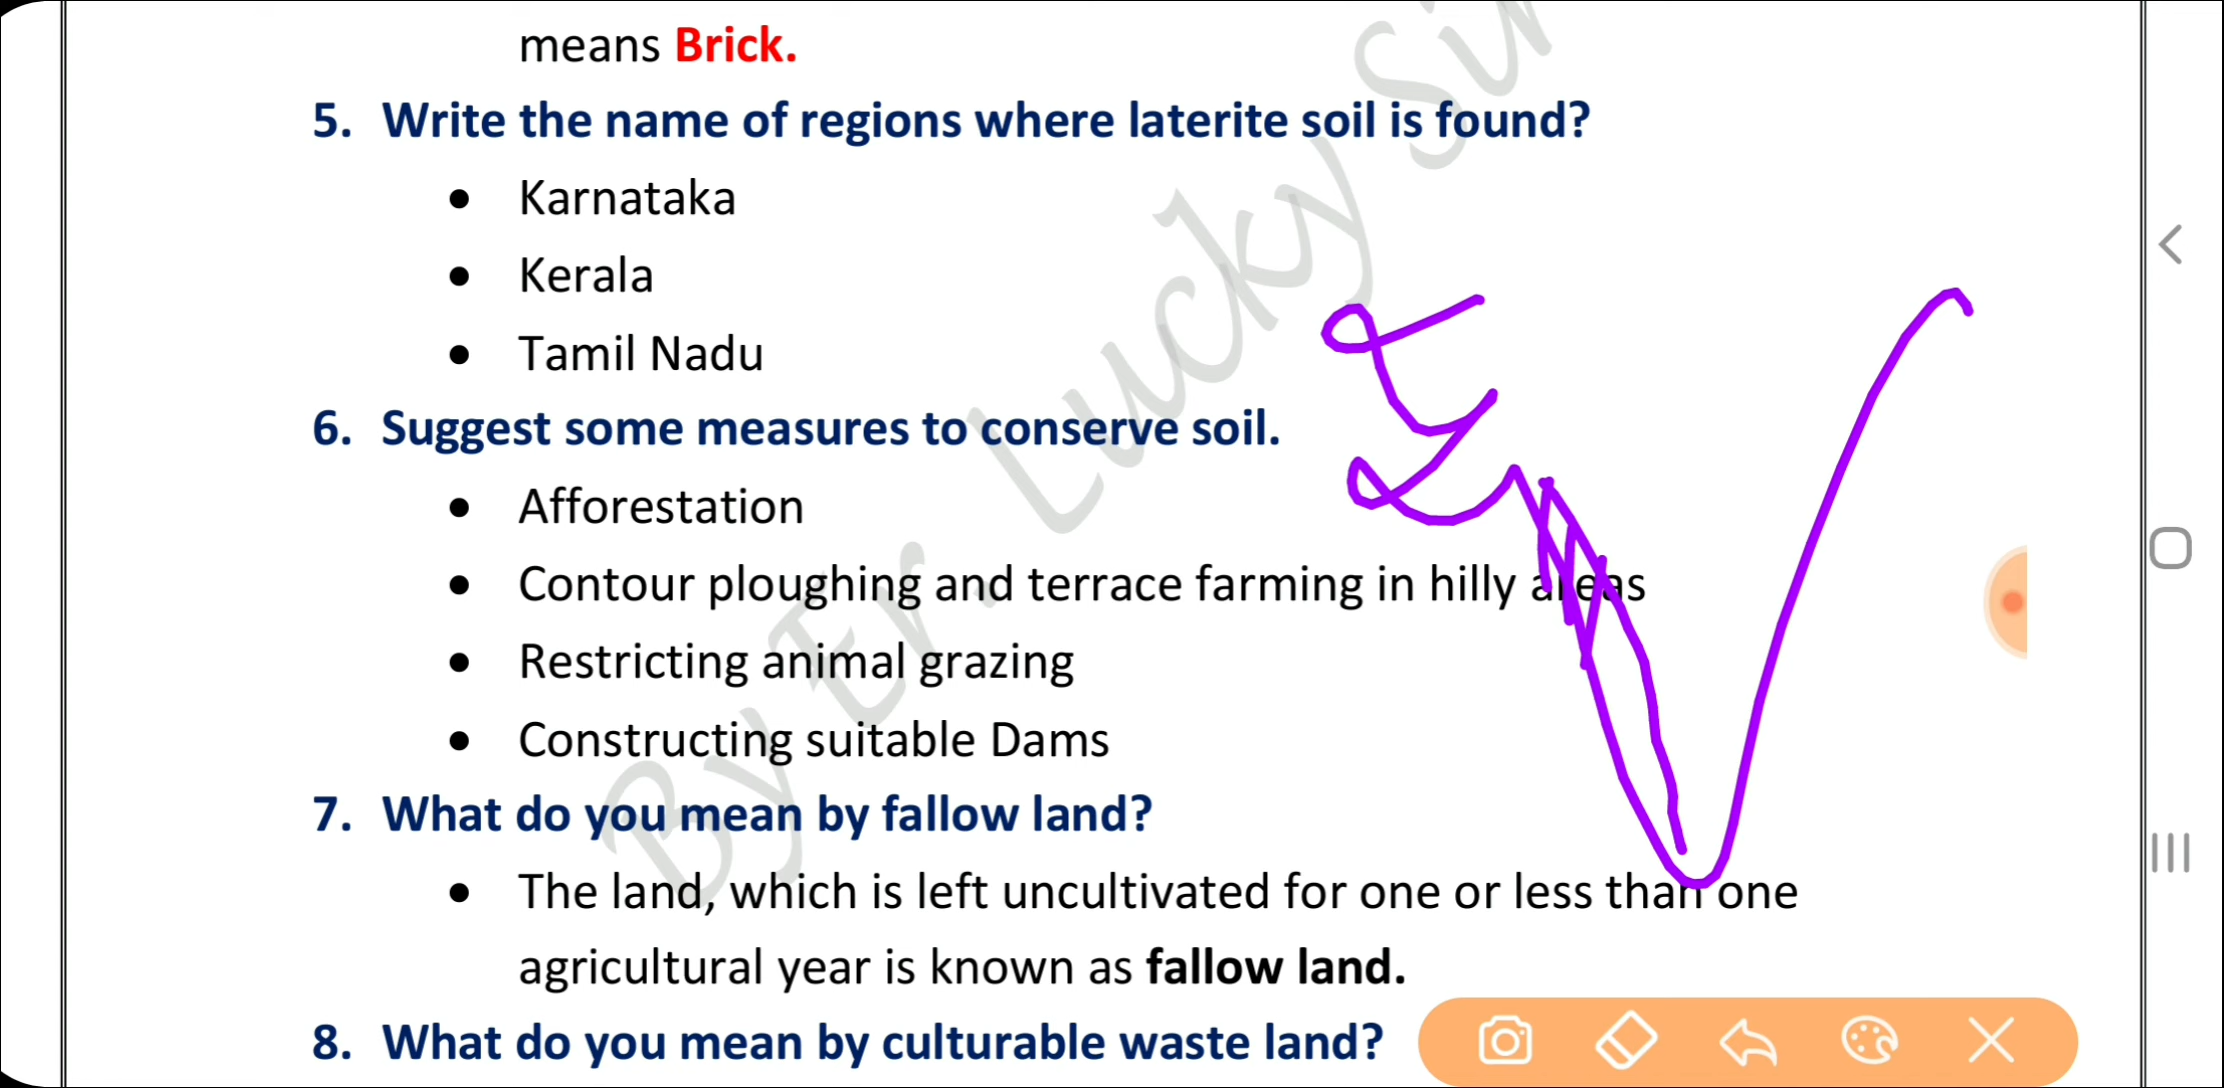 means Brick.
5. Write the name of regions where laterite soil is found?
• Karnataka
• Kerala
• Tamil Nadu
6. Suggest some measures to conserve soil.
• Afforestation
• Contour ploughing and terrace farming in hilly areas
• Restricting animal grazing
• Constructing suitable Dams
7. What do you mean by fallow land?
• The land, which is left uncultivated for one or less than one
agricultural year is known as fallow land.
8. What do you mean by culturable waste land?
By Er. Lucky Sir